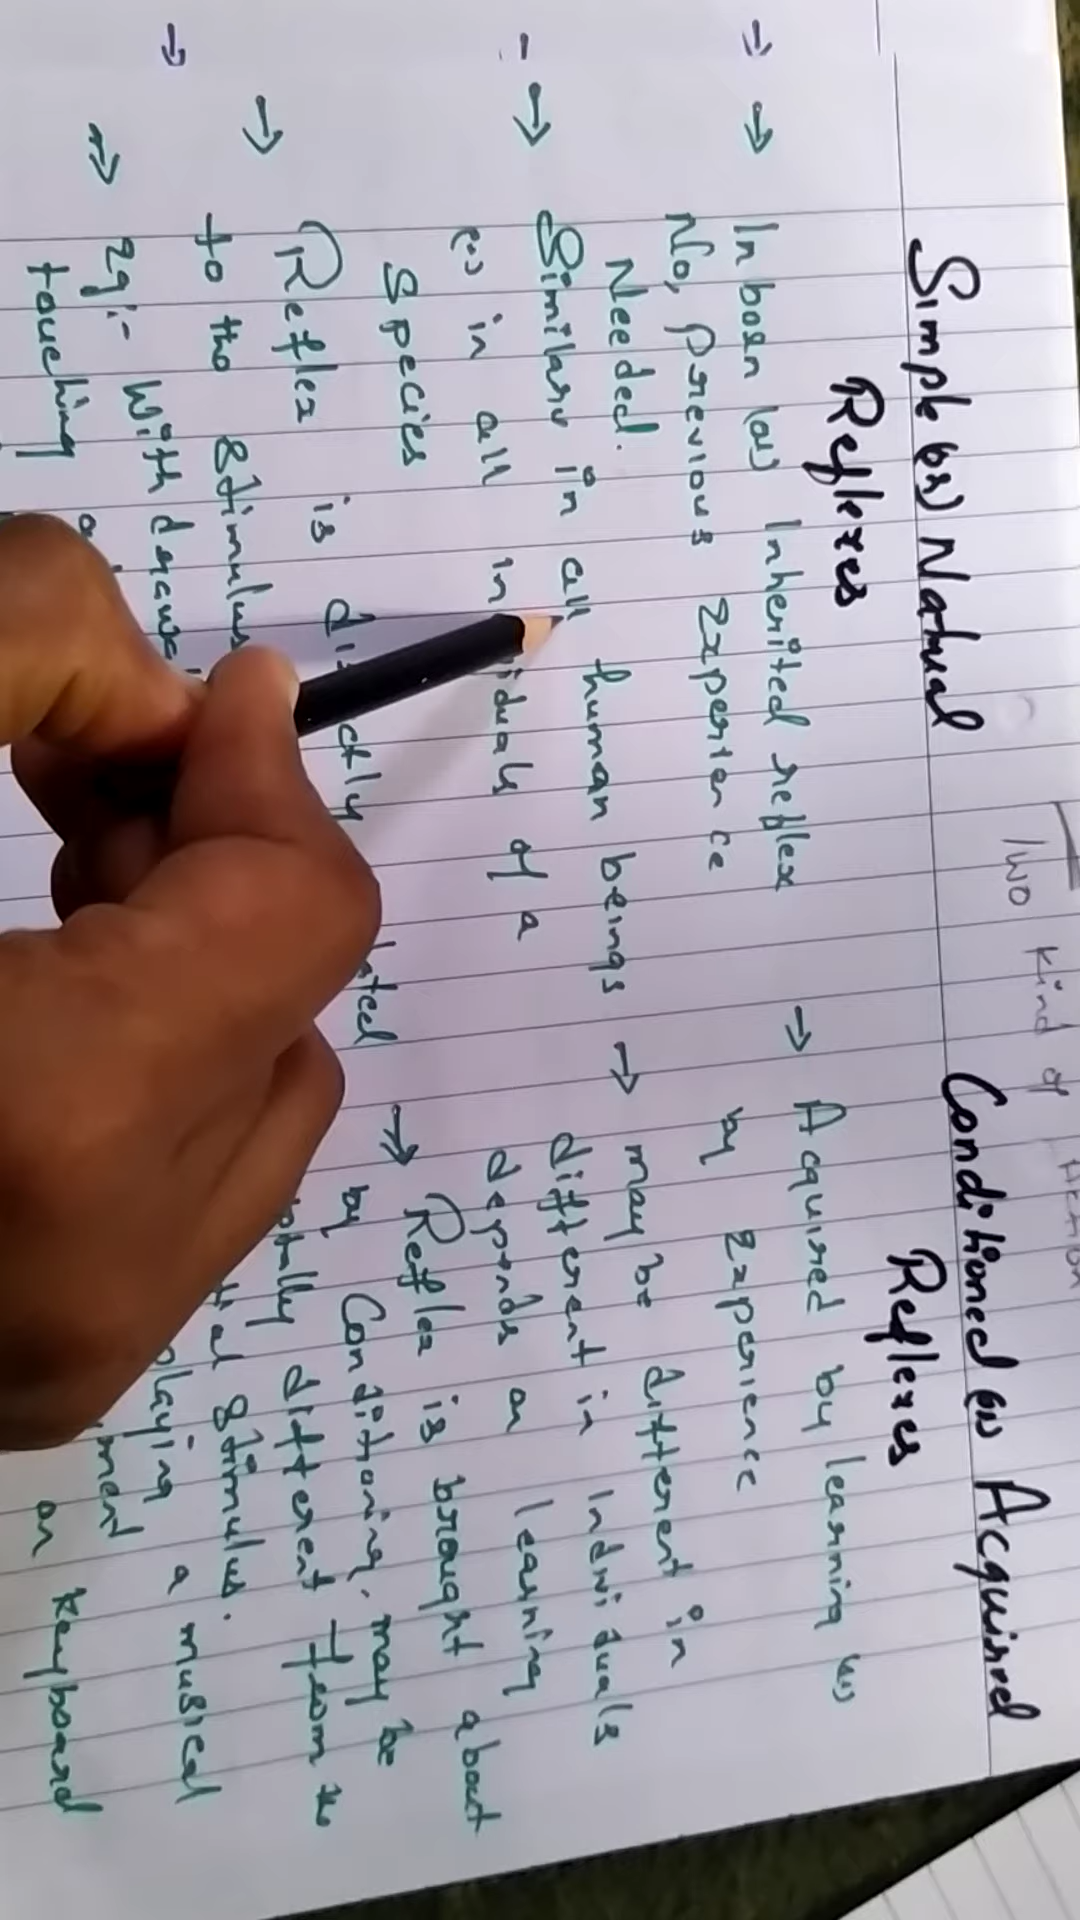 Two kind of Action
Simple (or) Natural
Reflexes
→ Inborn (or) Inherited reflex
No, previous Experience
Needed.
→ Similar in all human beings
(or) in all of a
Species
→ Reflex is
to the Stimulus
→ Eg:- With
touching
Conditioned (or) Acquired
Reflexes
→ Acquired by learning (or)
by Experience
→ may be different in
different in Individuals
depends on learning
→ Reflex is brought about
by Conditioning. may be
different from the
Stimulus.
playing a musical
on keyboard